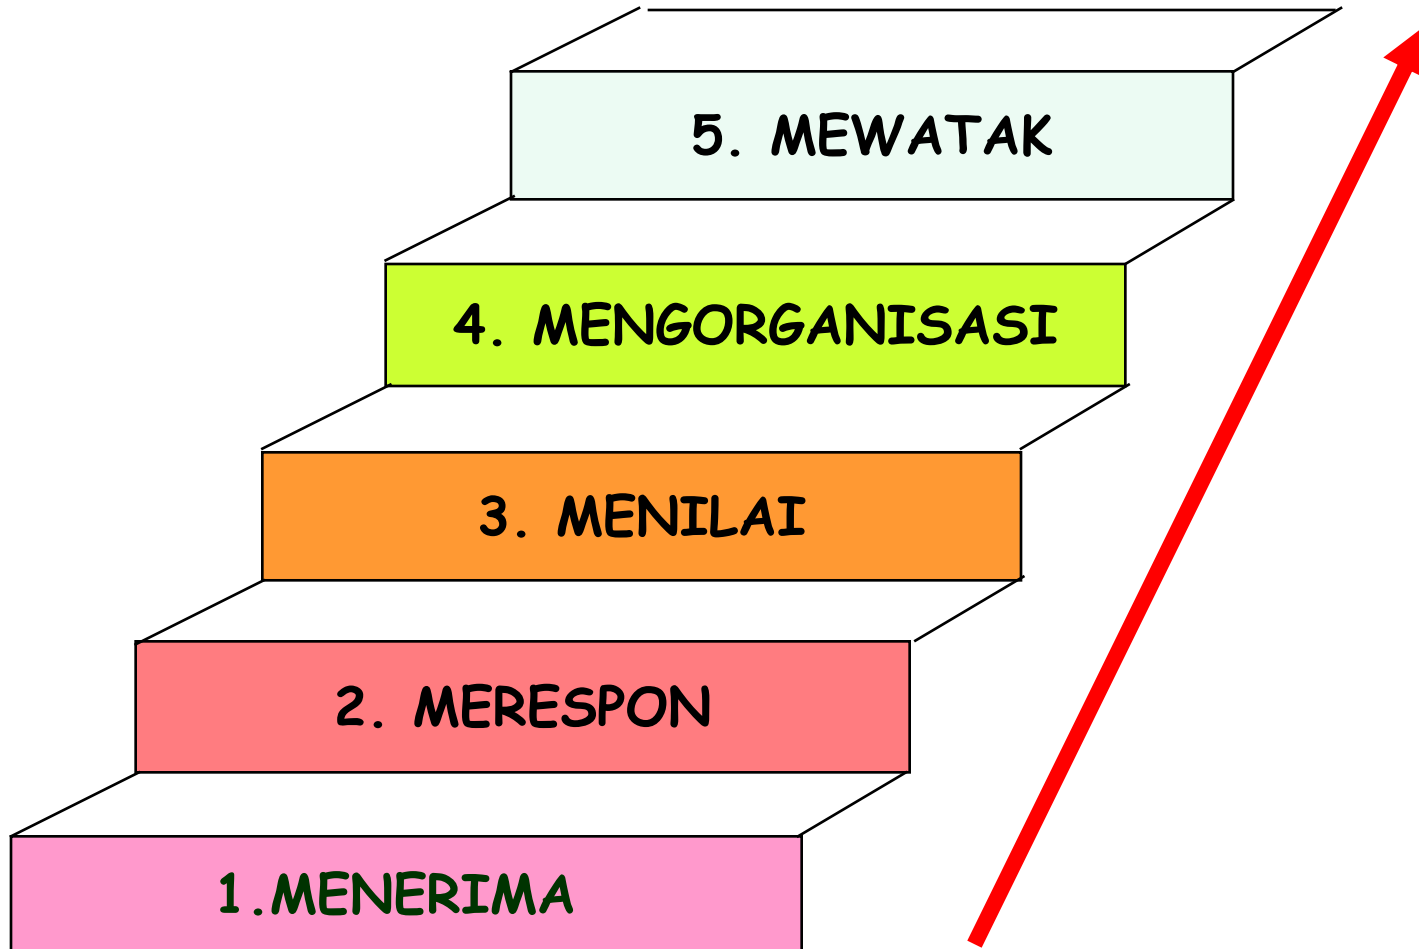 5. MEWATAK
4. MENGORGANISASI
3. MENILAI
2. MERESPON
1.MENERIMA